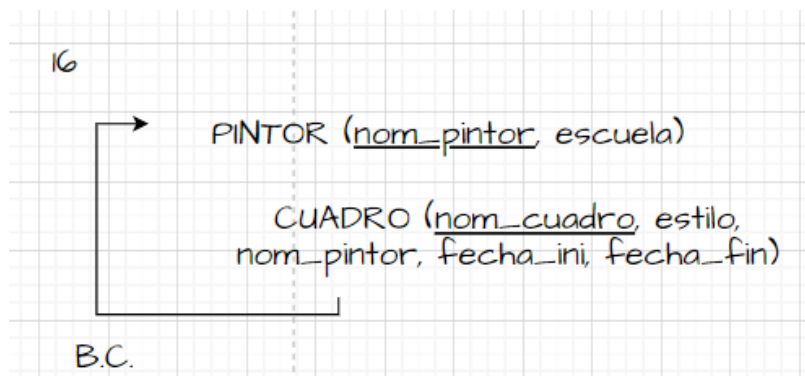 16
PINTOR (nom_pintor, escuela)
CUADRO (nom_cuadro, estilo,
nom_pintor, fecha_ini, fecha_fin)
B.C.